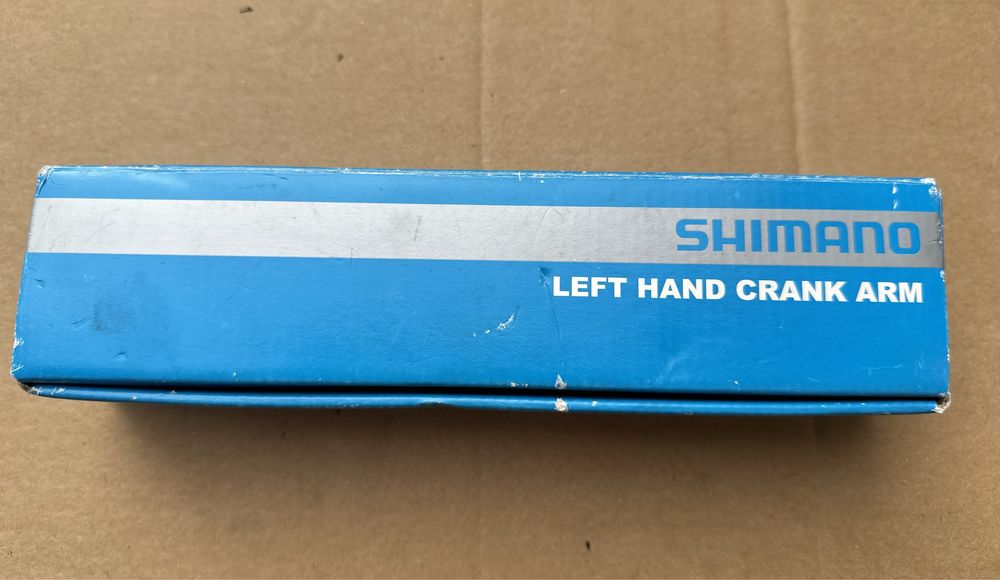 SHIMANO
LEFT HAND CRANK ARM